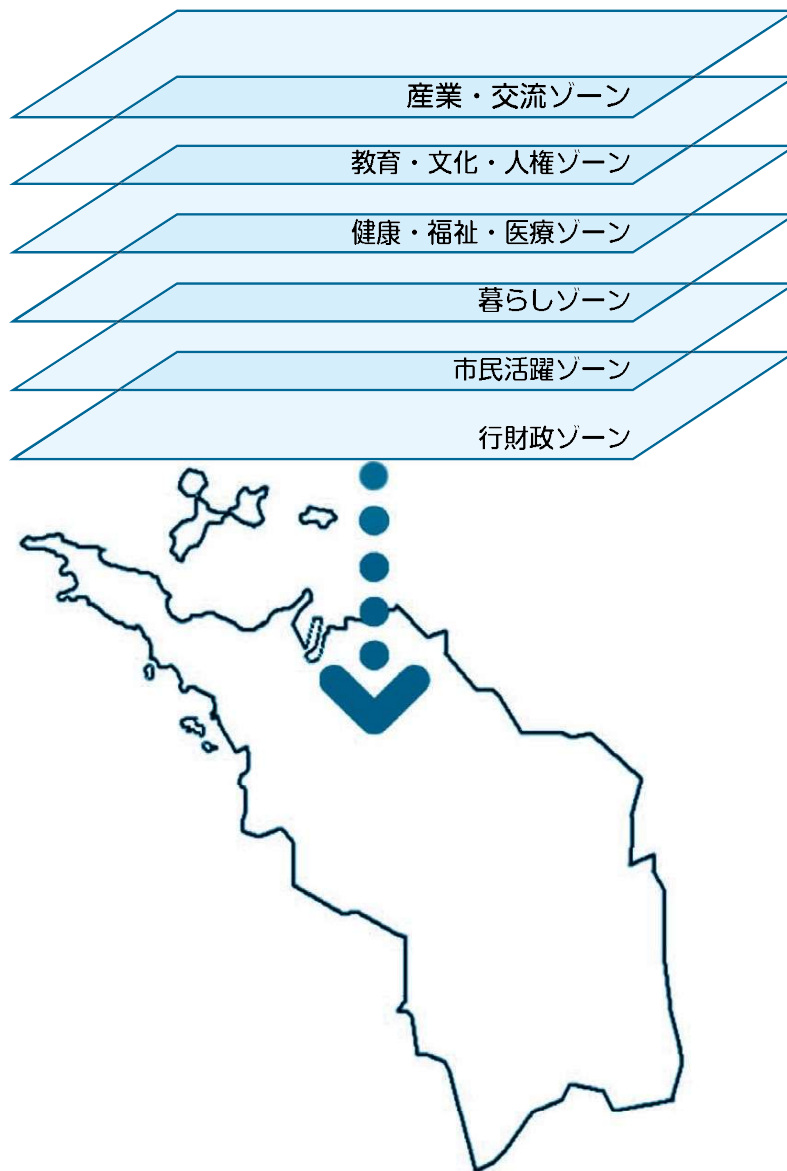 産業・交流ゾーン
教育・文化・人権ゾーン
健康・福祉・医療ゾーン
暮らしゾーン
市民活躍ゾーン
行財政ゾーン